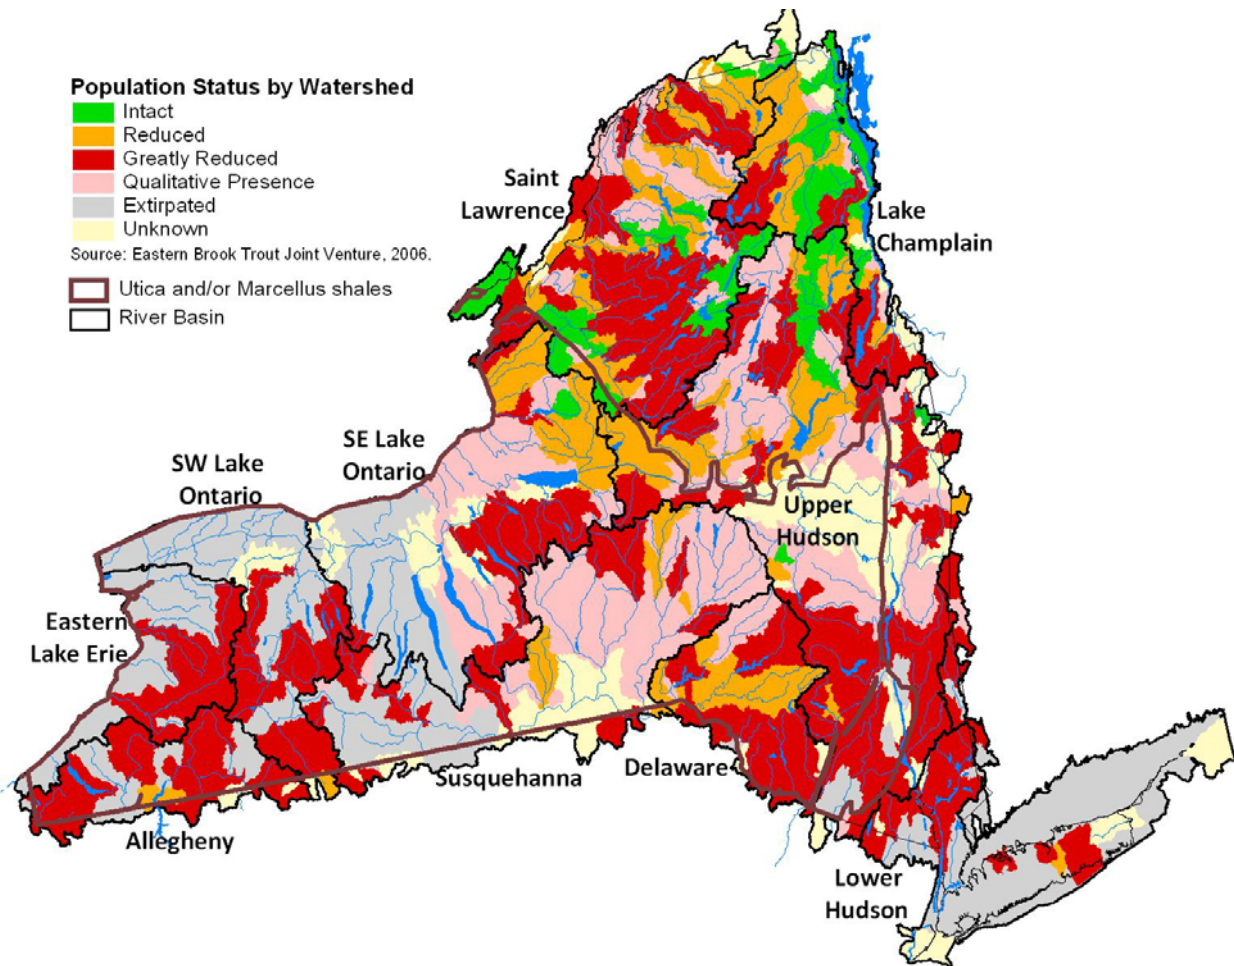 Population Status by Watershed
Intact
Reduced
Greatly Reduced
Qualitative Presence
Extirpated
Unknown
Source: Eastern Brook Trout Joint Venture, 2006.
Utica and/or Marcellus shales
River Basin
Saint
Lawrence
Lake
Champlain
SE Lake
Ontario
SW Lake
Ontario
Upper
Hudson
Eastern
Lake Erie
Susquehanna
Delaware
Allegheny
Lower
Hudson